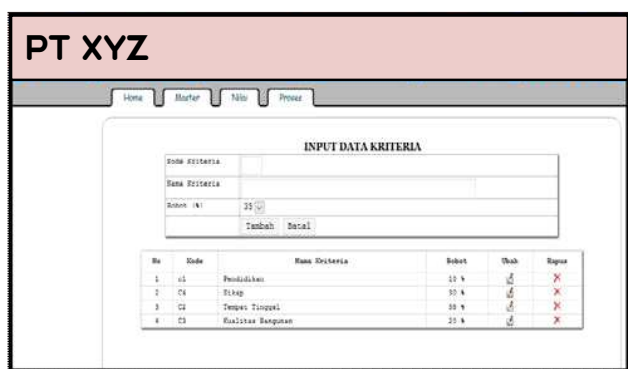 PT XYZ
Home Master Nilai Proses
INPUT DATA KRITERIA
Kode Kriteria
Nama Kriteria
Bobot (%) 35
Tambah Batal
No Kode Nama Kriteria Bobot Ubah Hapus
1 c1 Pendidikan 10 %
2 C4 Sikap
3 C2 Tempat Tinggal
4 C3 Kualitas Bangunan 25 %